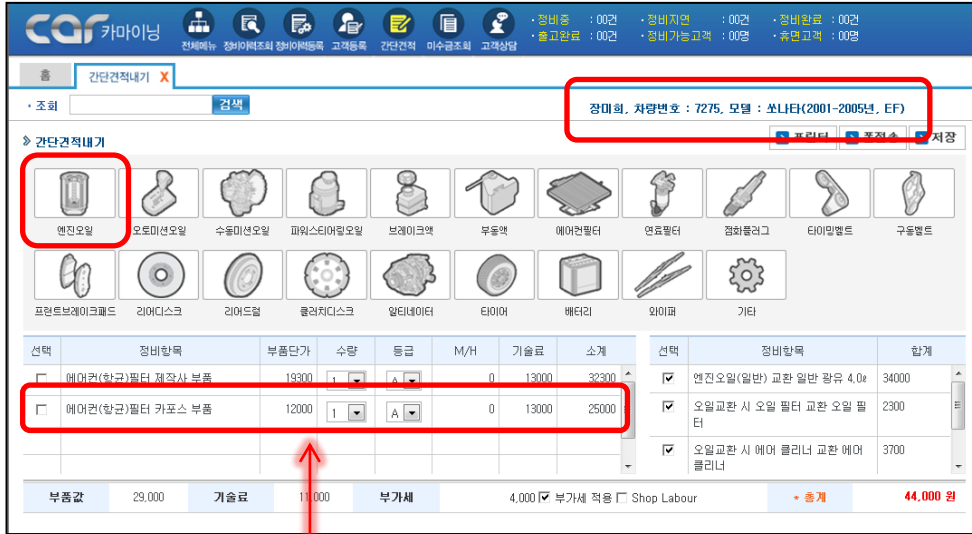 car 카마이닝
전체메뉴 정비이력조회 정비이력등록 고객등록 간단견적 미수금조회 고객상담
· 정비중 : 00건 · 정비지연 : 00건 · 정비완료 : 00건
· 출고완료 : 00건 · 정비가능고객 : 00명 · 휴면고객 : 00명
홈 간단견적내기 X
· 조회 검색 장미희, 차량번호 : 7275, 모델 : 쏘나타(2001-2005년, EF)
간단견적내기 프린터 저장
엔진오일 오토미션오일 수동미션오일 파워스티어링오일 브레이크액 부동액 에어컨필터 연료필터 점화플러그 타이밍벨트 구동벨트
프런트브레이크패드 리어디스크 리어드럼 클러치디스크 알터네이터 타이어 배터리 와이퍼 기타
선택 정비항목 부품단가 수량 등급 M/H 기술료 소계 선택 정비항목 합계
에어컨(항균)필터 제작사 부품 19300 1 A 0 13000 32300 엔진오일(일반) 교환 일반 광유 4,0ℓ 34000
에어컨(항균)필터 카포스 부품 12000 1 A 0 13000 25000 오일교환 시 오일 필터 교환 오일 필
터 2300
오일교환 시 에어 클리너 교환 에어
클리너 3700
부품값 29,000 기술료 11,000 부가세 4,000 부가세 적용 Shop Labour * 총계 44,000 원